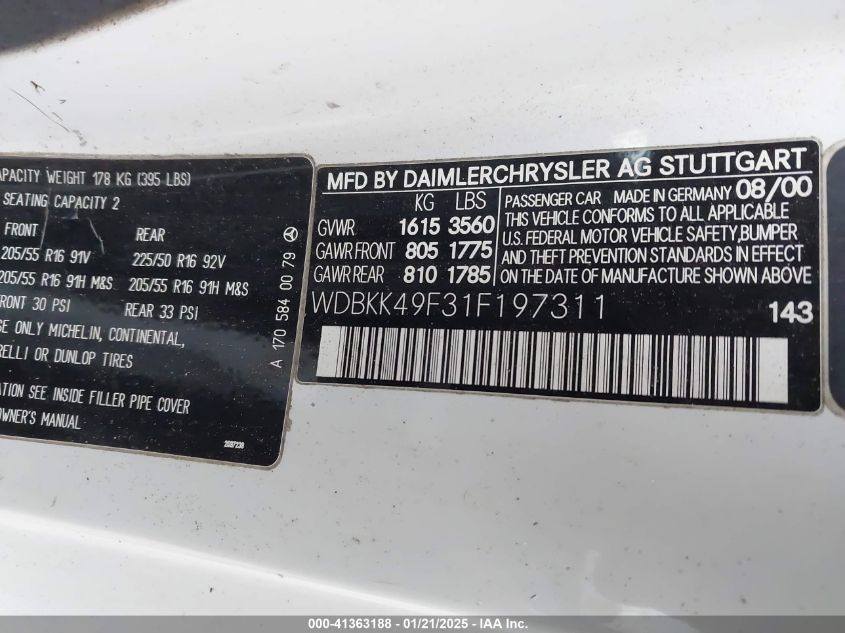 APACITY WEIGHT 178 KG (395 LBS)
SEATING CAPACITY 2
FRONT REAR
205/55 R16 91V 225/50 R16 92V
205/55 R16 91H M&S 205/55 R16 91H M&S
FRONT 30 PSI REAR 33 PSI
SE ONLY MICHELIN, CONTINENTAL,
RELLI OR DUNLOP TIRES
ATION SEE INSIDE FILLER PIPE COVER
OWNER'S MANUAL
A 170 584 00 79
MFD BY DAIMLERCHRYSLER AG STUTTGART
KG LBS
GVWR 1615 3560
GAWR FRONT 805 1775
GAWR REAR 810 1785
PASSENGER CAR MADE IN GERMANY 08/00
THIS VEHICLE CONFORMS TO ALL APPLICABLE
U.S. FEDERAL MOTOR VEHICLE SAFETY,BUMPER
AND THEFT PREVENTION STANDARDS IN EFFECT
ON THE DATE OF MANUFACTURE SHOWN ABOVE
WDBKK49F31F197311 143
000-41363188 - 01/21/2025 - IAA Inc.